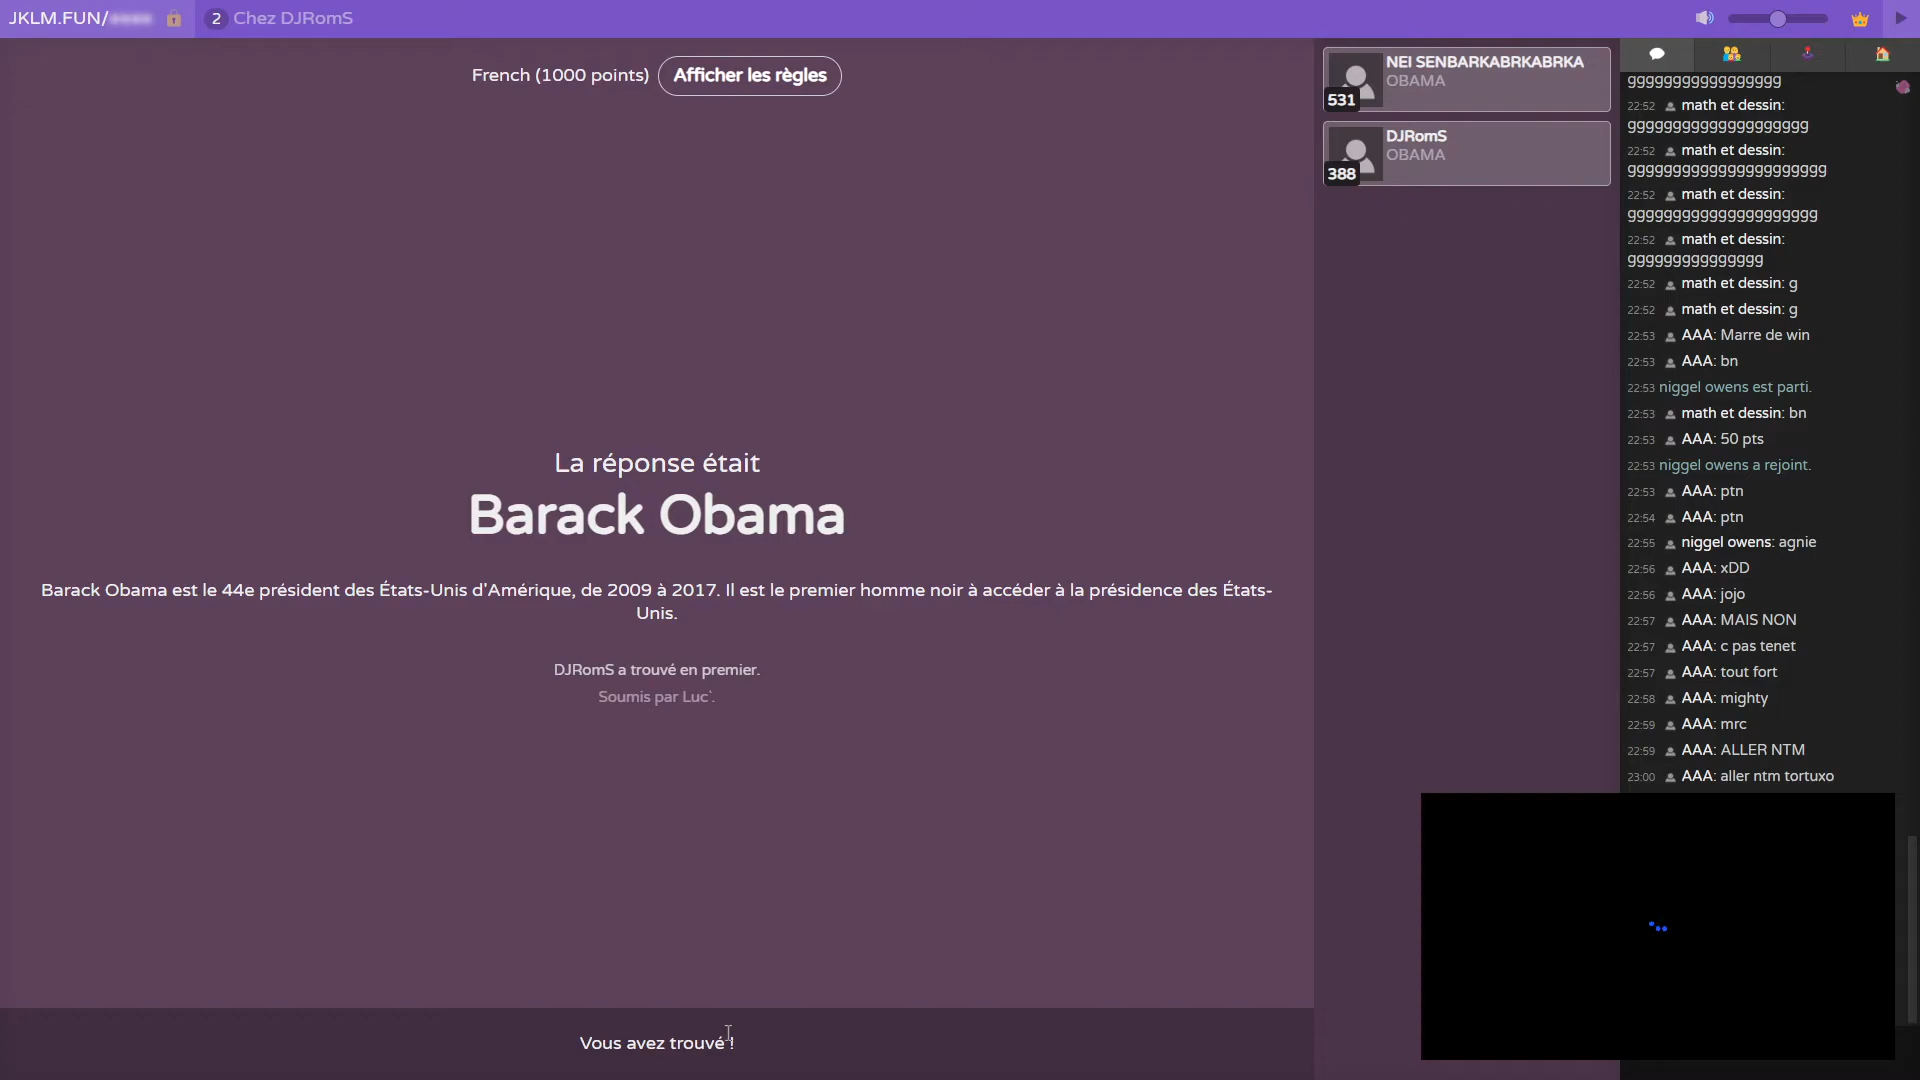 JKLM.FUN/
2 Chez DJRomS
French (1000 points) Afficher les règles
La réponse était
Barack Obama
Barack Obama est le 44e président des États-Unis d'Amérique, de 2009 à 2017. Il est le premier homme noir à accéder à la présidence des États-
Unis.
DJRomS a trouvé en premier.
Soumis par Luc`.
Vous avez trouvé !
NEI SENBARKABRKABRKA
OBAMA
531
DJRomS
OBAMA
388
ggggggggggggggggg
22:52 math et dessin:
gggggggggggggggggggg
22:52 math et dessin:
gggggggggggggggggggggg
22:52 math et dessin:
ggggggggggggggggggggg
22:52 math et dessin:
ggggggggggggggg
22:52 math et dessin: g
22:52 math et dessin: g
22:53 AAA: Marre de win
22:53 AAA: bn
22:53 niggel owens est parti.
22:53 math et dessin: bn
22:53 AAA: 50 pts
22:53 niggel owens a rejoint.
22:53 AAA: ptn
22:54 AAA: ptn
22:55 niggel owens: agnie
22:56 AAA: xDD
22:56 AAA: jojo
22:57 AAA: MAIS NON
22:57 AAA: c pas tenet
22:57 AAA: tout fort
22:58 AAA: mighty
22:59 AAA: mrc
22:59 AAA: ALLER NTM
23:00 AAA: aller ntm tortuxo